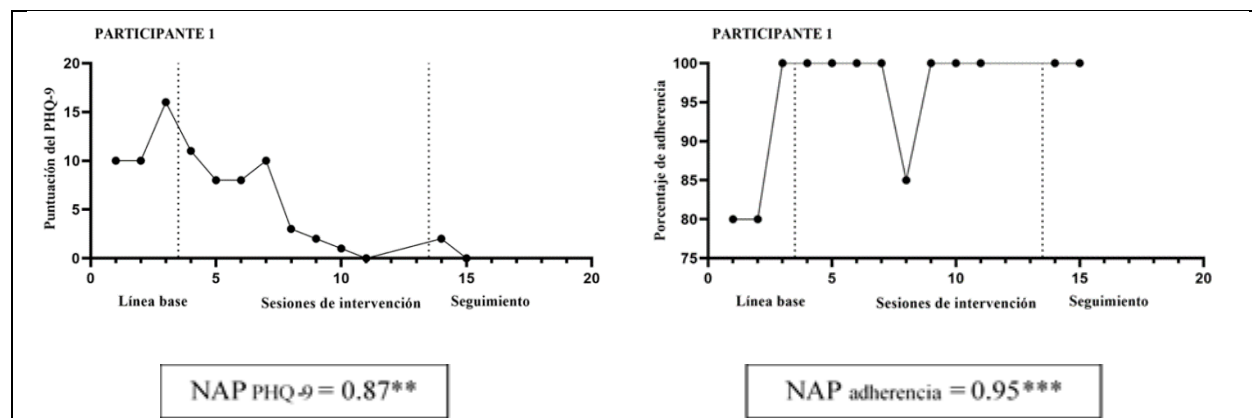 PARTICIPANTE 1
Puntuación del PHQ-9
20
15
10
5
0
0 5 10 15 20
Línea base Sesiones de intervención Seguimiento
NAP PHQ-9 = 0.87**
PARTICIPANTE 1
Porcentaje de adherencia
100
95
90
85
80
75
0 5 10 15 20
Línea base Sesiones de intervención Seguimiento
NAP adherencia = 0.95***